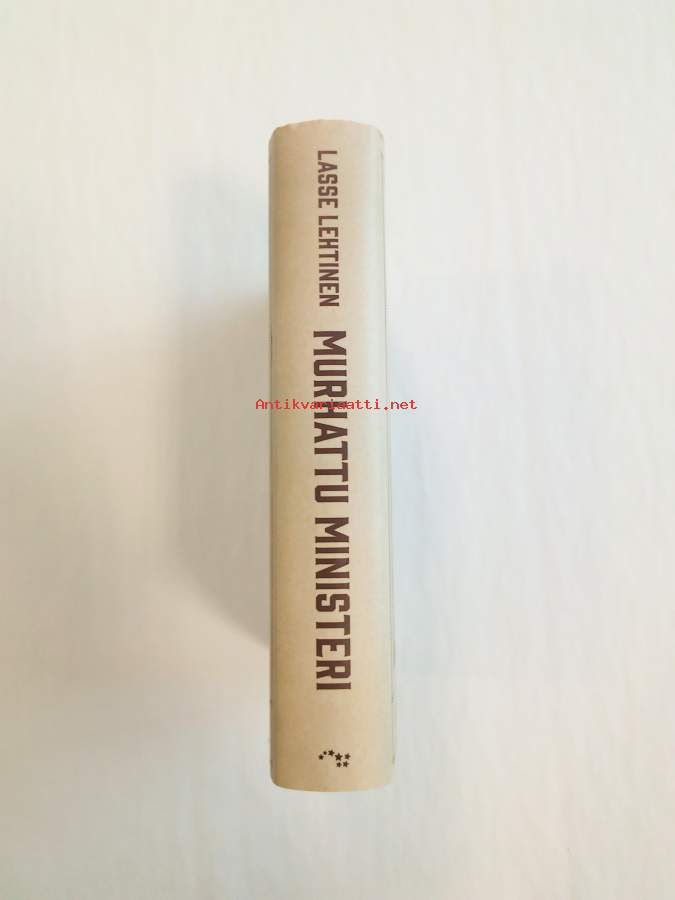 LASSE LEHTINEN
MURHATTU MINISTERI
Antikvariaatti.net